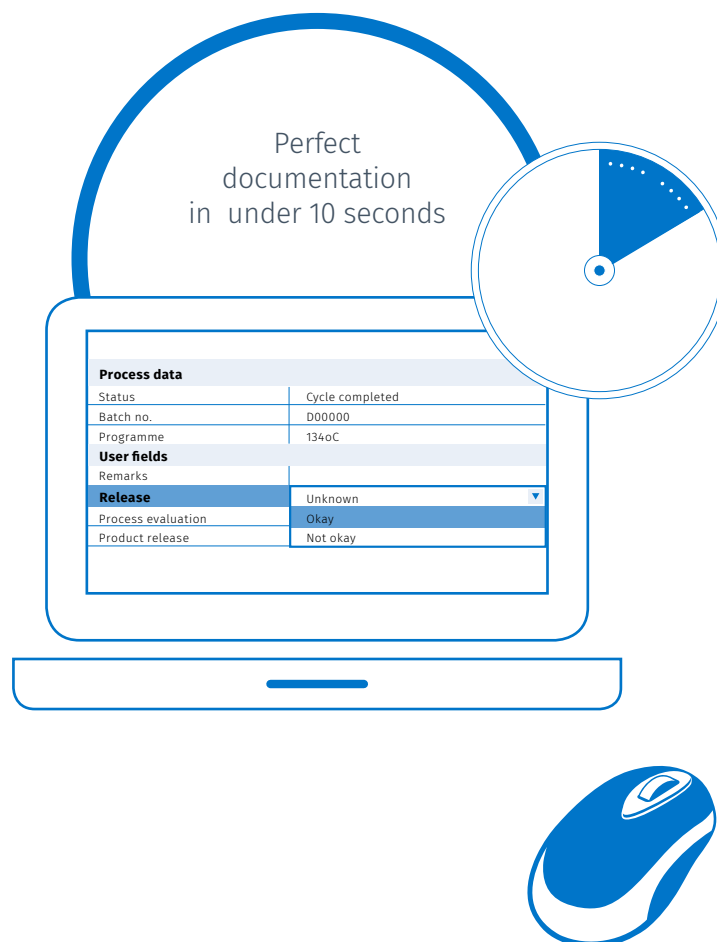 Perfect
documentation
in under 10 seconds
Process data
Status Cycle completed
Batch no. D00000
Programme 134oC
User fields
Remarks
Release Unknown
Process evaluation Okay
Product release Not okay